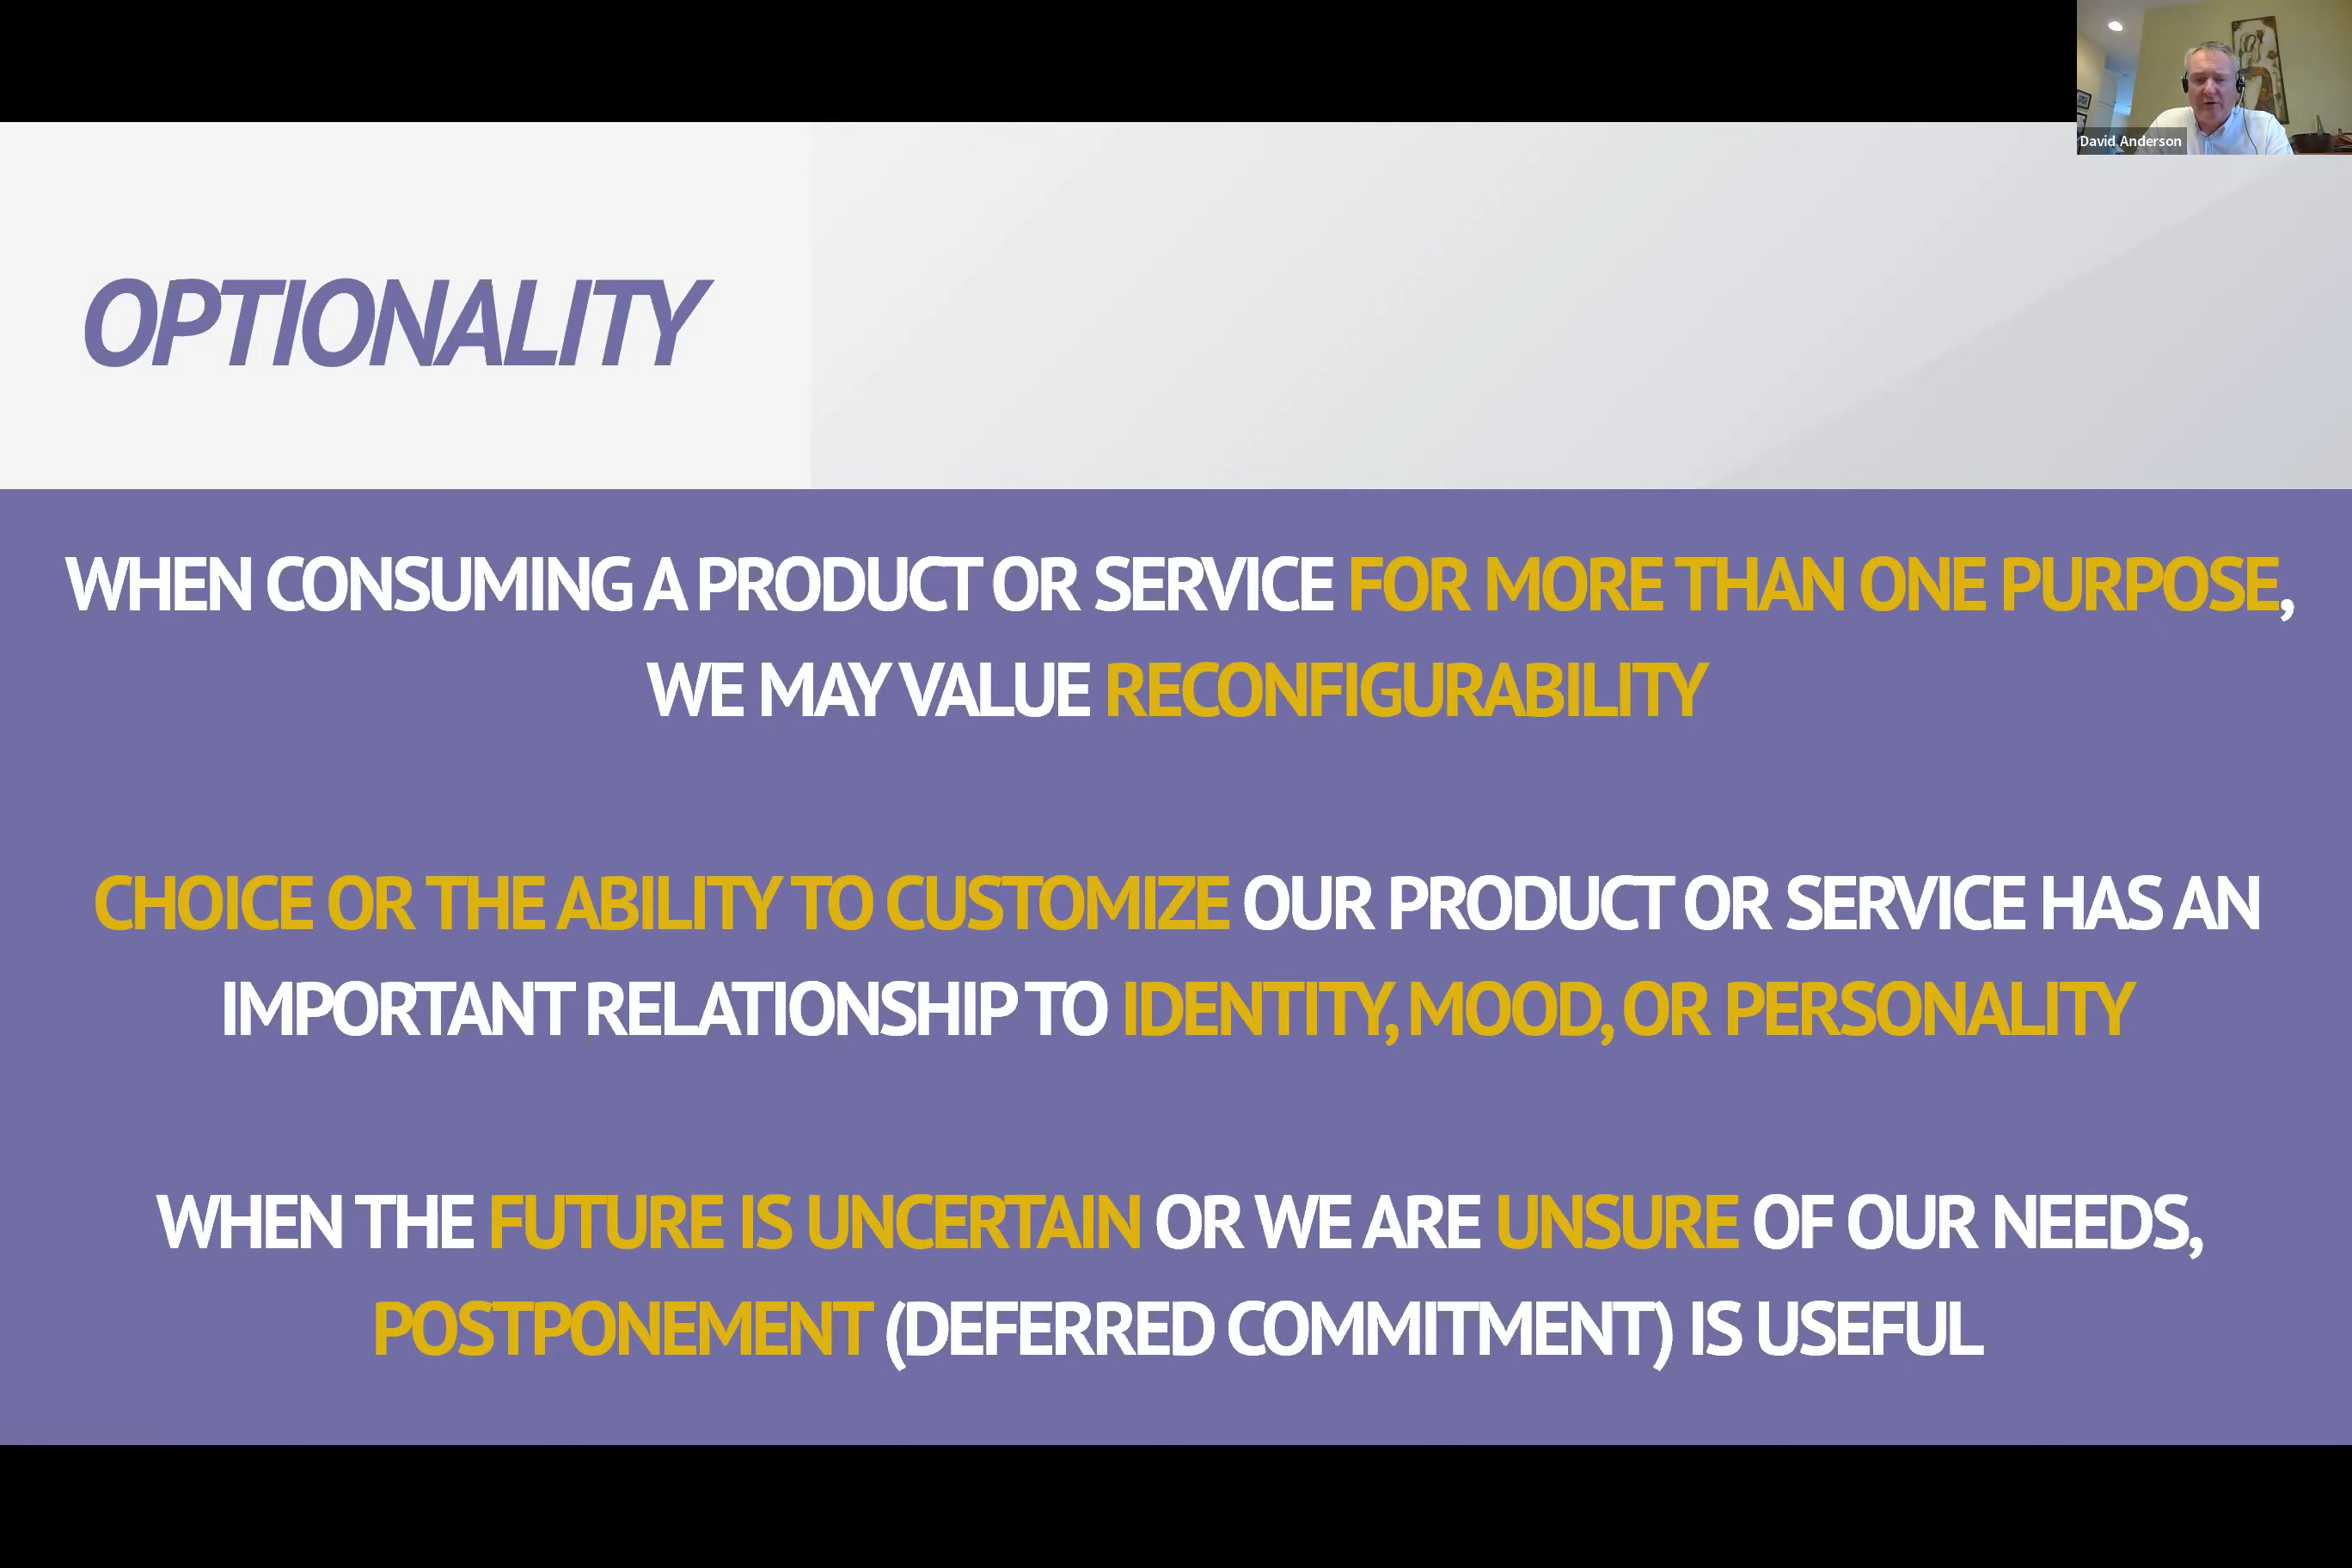 David Anderson
OPTIONALITY
WHEN CONSUMING A PRODUCT OR SERVICE FOR MORE THAN ONE PURPOSE,
WE MAY VALUE RECONFIGURABILITY
CHOICE OR THE ABILITY TO CUSTOMIZE OUR PRODUCT OR SERVICE HAS AN
IMPORTANT RELATIONSHIP TO IDENTITY, MOOD, OR PERSONALITY
WHEN THE FUTURE IS UNCERTAIN OR WE ARE UNSURE OF OUR NEEDS,
POSTPONEMENT (DEFERRED COMMITMENT) IS USEFUL